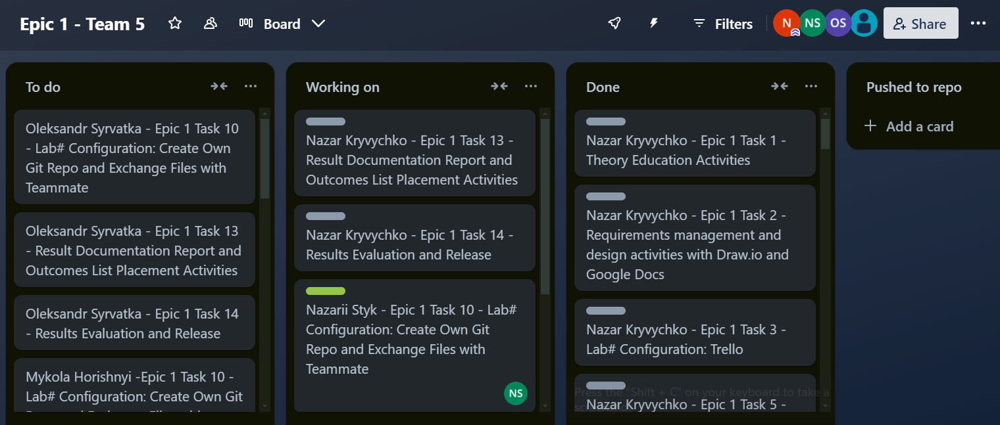 Epic 1 - Team 5
Board
Filters
N
NS
OS
Share
To do
Oleksandr Syrvatka - Epic 1 Task 10
- Lab# Configuration: Create Own
Git Repo and Exchange Files with
Teammate
Oleksandr Syrvatka - Epic 1 Task 13
- Result Documentation Report and
Outcomes List Placement Activities
Oleksandr Syrvatka - Epic 1 Task 14
- Results Evaluation and Release
Mykola Horishnyi -Epic 1 Task 10 -
Lab# Configuration: Create Own Git
Working on
Nazar Kryvychko - Epic 1 Task 13 -
Result Documentation Report and
Outcomes List Placement Activities
Nazar Kryvychko - Epic 1 Task 14 -
Results Evaluation and Release
Nazarii Styk - Epic 1 Task 10 - Lab#
Configuration: Create Own Git
Repo and Exchange Files with
Teammate
NS
Done
Nazar Kryvychko - Epic 1 Task 1 -
Theory Education Activities
Nazar Kryvychko - Epic 1 Task 2 -
Requirements management and
design activities with Draw.io and
Google Docs
Nazar Kryvychko - Epic 1 Task 3 -
Lab# Configuration: Trello
Press the "Shift + C" on your keyboard to take a
Nazar Kryvychko - Epic 1 Task 5 -
Pushed to repo
Add a card